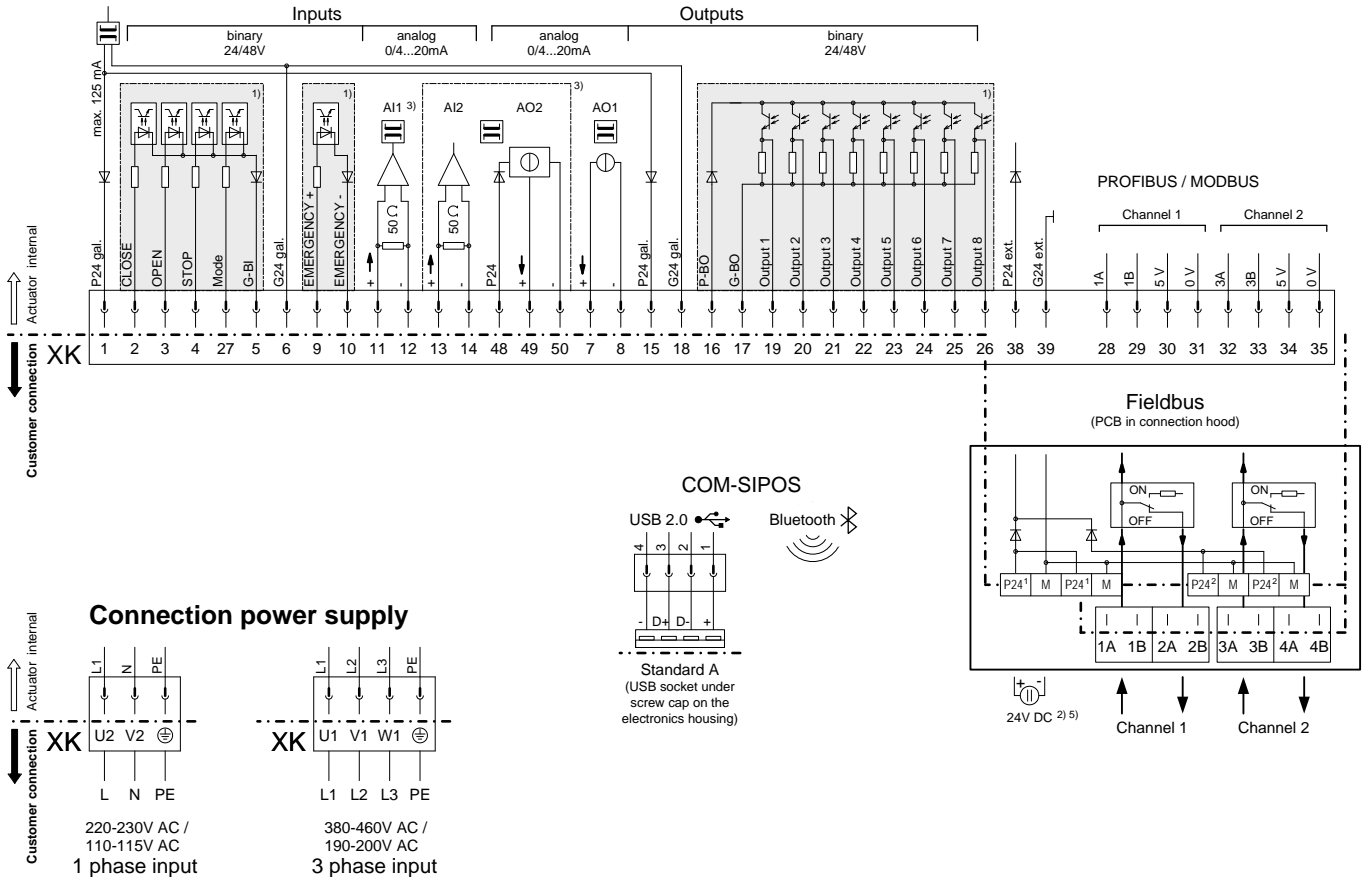 Inputs Outputs
binary analog analog binary
24/48V 0/4...20mA 0/4...20mA 24/48V
max. 125 mA
1) 1) 3) 1)
AI1 3) AI2 AO2 AO1
50 Ω 50 Ω
PROFIBUS / MODBUS
Channel 1 Channel 2
Actuator internal
P24 gal. CLOSE OPEN STOP Mode G-BI G24 gal. EMERGENCY + EMERGENCY - + - + - P24 + - + - P24 gal. G24 gal. P-BO G-BO Output 1 Output 2 Output 3 Output 4 Output 5 Output 6 Output 7 Output 8 P24 ext. G24 ext. 1A 1B 5 V 0 V 3A 3B 5 V 0 V
XK 1 2 3 4 27 5 6 9 10 11 12 13 14 48 49 50 7 8 15 18 16 17 19 20 21 22 23 24 25 26 38 39 28 29 30 31 32 33 34 35
Customer connection
Fieldbus
(PCB in connection hood)
ON ON
OFF OFF
P24¹ M P24¹ M P24² M P24² M
1A 1B 2A 2B 3A 3B 4A 4B
+ -
24V DC 2) 5)
Channel 1 Channel 2
COM-SIPOS
USB 2.0 Bluetooth
4 3 2 1
- D+ D- +
Standard A
(USB socket under
screw cap on the
electronics housing)
Connection power supply
Actuator internal
L1 N PE L1 L2 L3 PE
XK U2 V2 XK U1 V1 W1
Customer connection
L N PE L1 L2 L3 PE
220-230V AC /
110-115V AC
1 phase input
380-460V AC /
190-200V AC
3 phase input